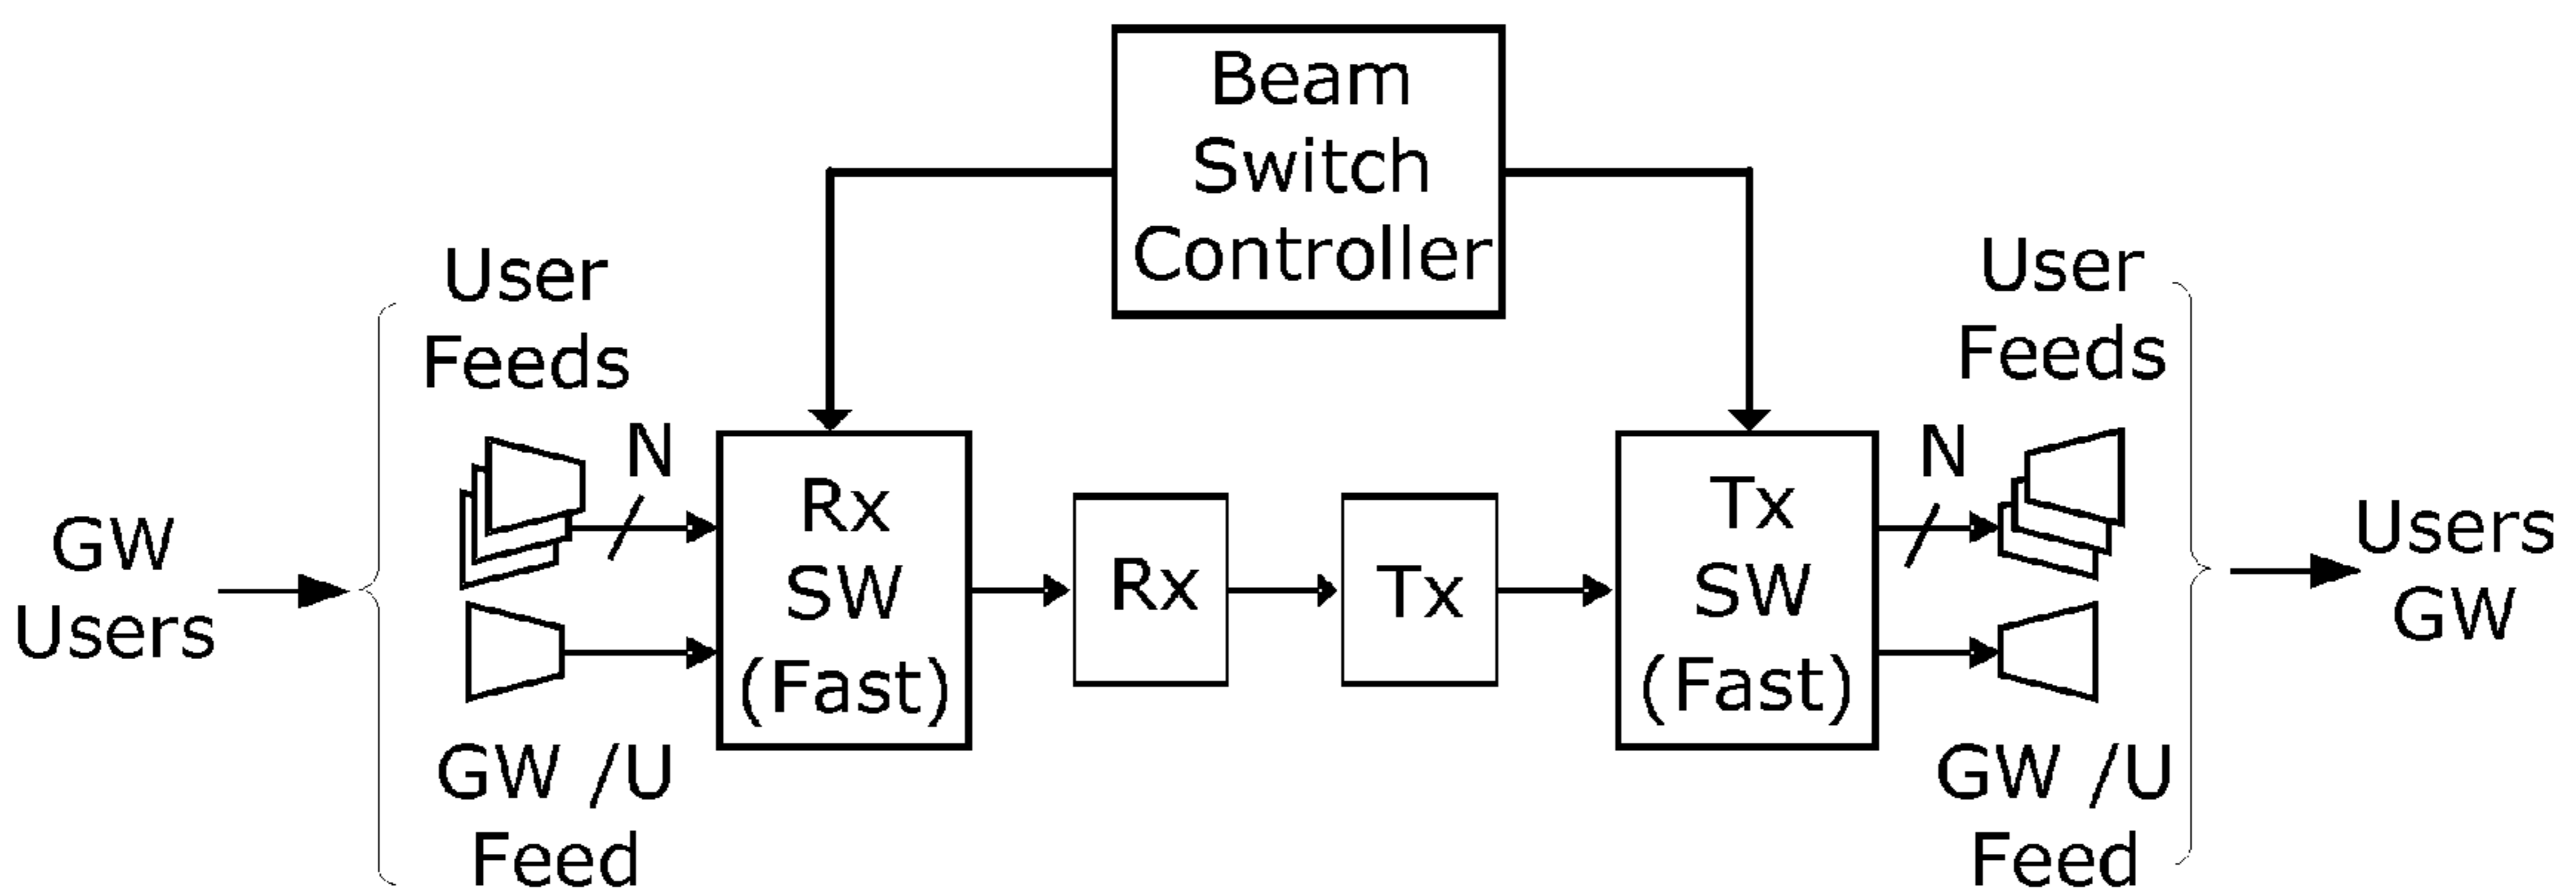 Beam
Switch
Controller
User
Feeds
User
Feeds
N
N
GW
Users
Rx
SW
(Fast)
Rx
Tx
Tx
SW
(Fast)
Users
GW
GW /U
Feed
GW /U
Feed